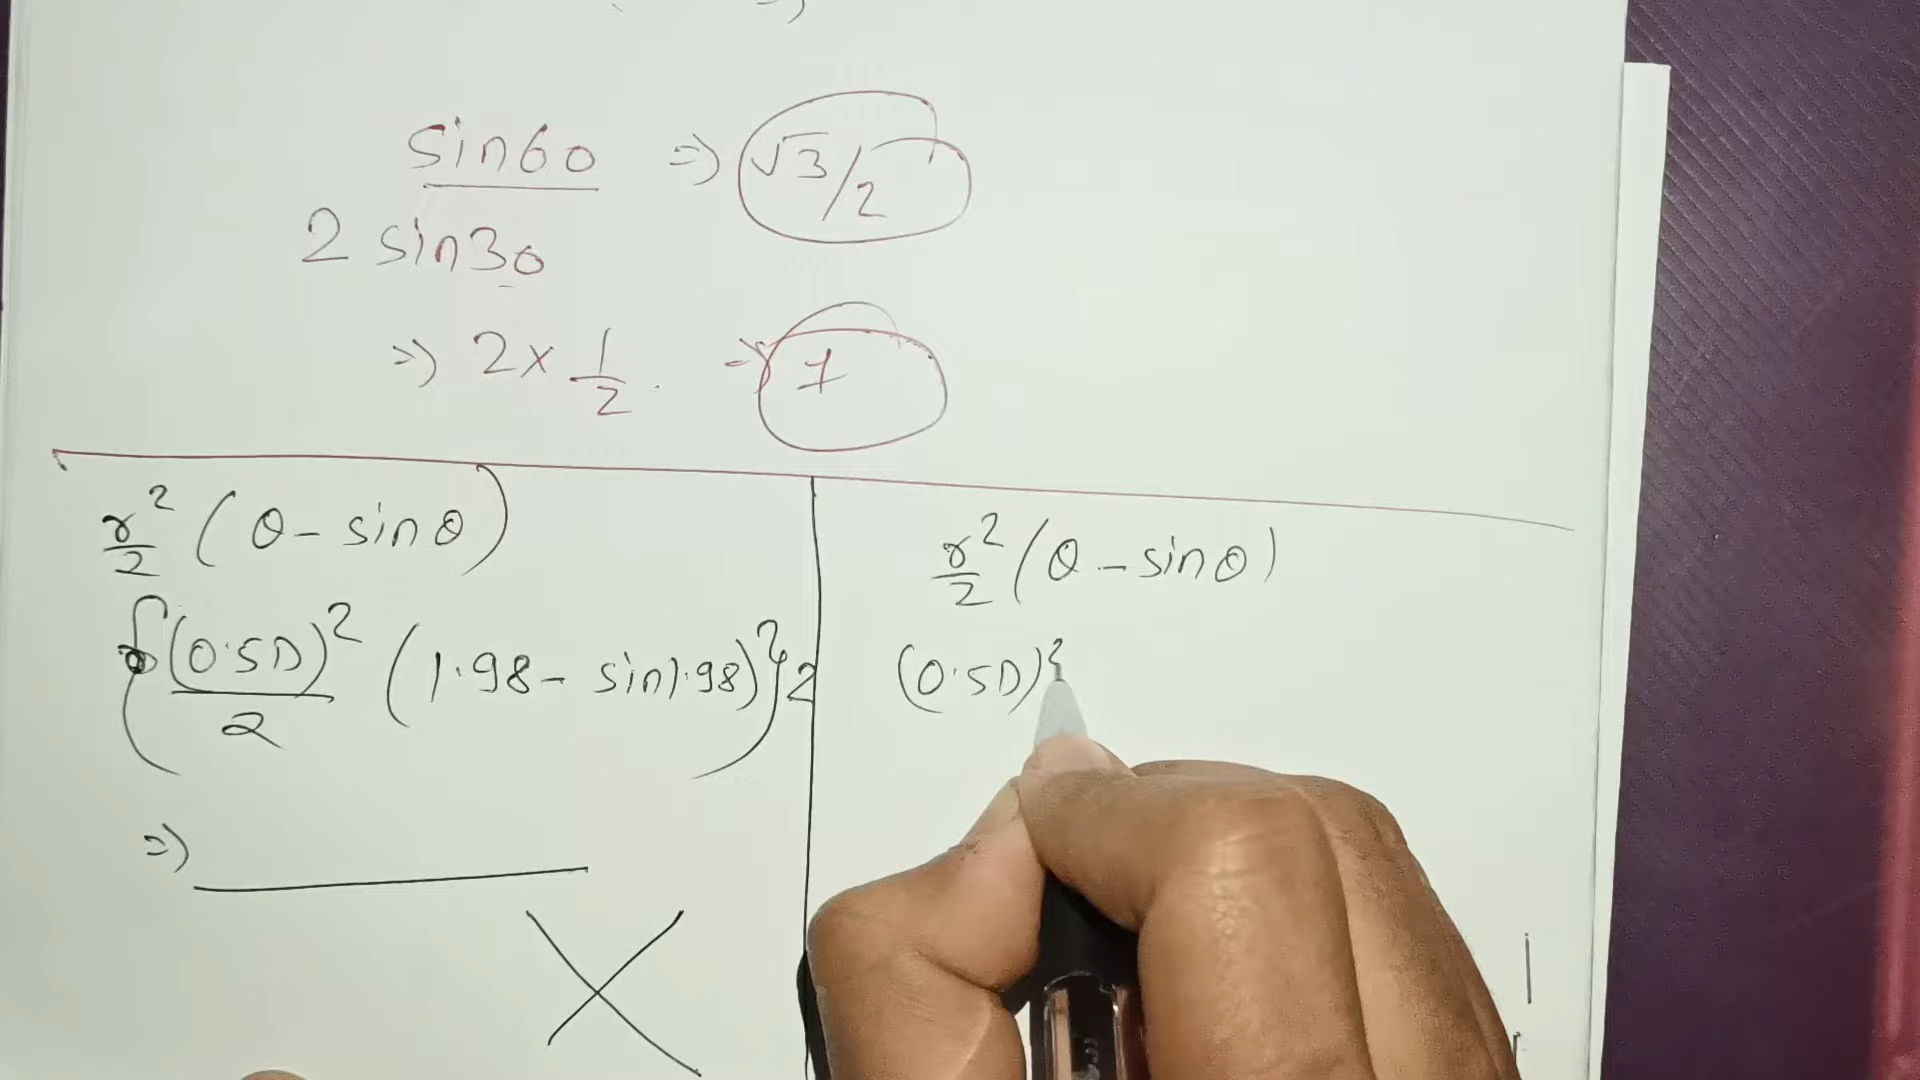 sin60 => √3/2
2 sin30
=> 2 x 1/2 . => 1
r²/2 (θ - sinθ)
{(0.5D)²/2 (1.98 - sin1.98)}2
=>
r²/2 (θ - sinθ)
(0.5D)²